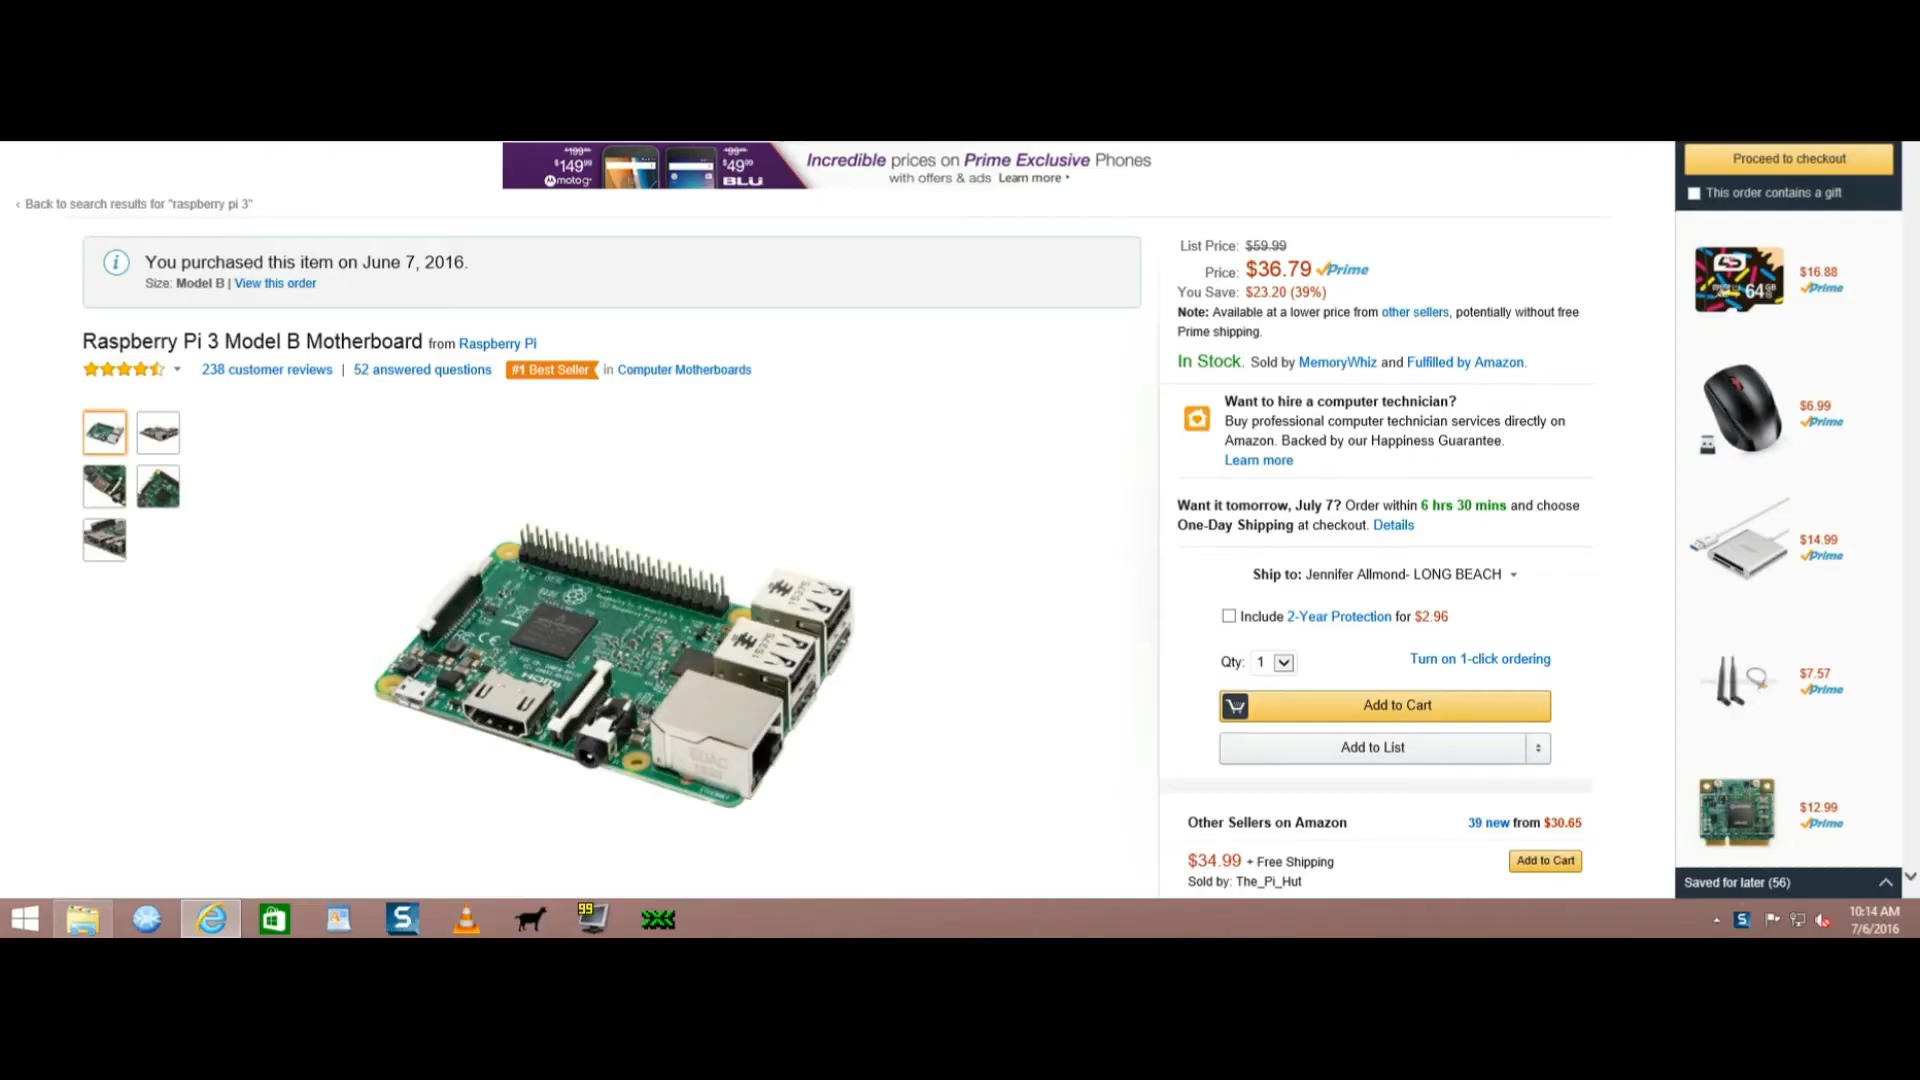 $199⁹⁹
$149⁹⁹
motog
$99⁹⁹
$49⁹⁹
BLU
Incredible prices on Prime Exclusive Phones
with offers & ads Learn more
Proceed to checkout
This order contains a gift
‹ Back to search results for "raspberry pi 3"
You purchased this item on June 7, 2016.
Size: Model B | View this order
Raspberry Pi 3 Model B Motherboard from Raspberry Pi
238 customer reviews | 52 answered questions #1 Best Seller in Computer Motherboards
HDMI
List Price: $59.99
Price: $36.79 Prime
You Save: $23.20 (39%)
Note: Available at a lower price from other sellers, potentially without free
Prime shipping.
In Stock. Sold by MemoryWhiz and Fulfilled by Amazon.
Want to hire a computer technician?
Buy professional computer technician services directly on
Amazon. Backed by our Happiness Guarantee.
Learn more
Want it tomorrow, July 7? Order within 6 hrs 30 mins and choose
One-Day Shipping at checkout. Details
Ship to: Jennifer Allmond- LONG BEACH
Include 2-Year Protection for $2.96
Qty: 1
Turn on 1-click ordering
Add to Cart
Add to List
Other Sellers on Amazon 39 new from $30.65
$34.99 + Free Shipping Add to Cart
Sold by: The_Pi_Hut
64 GB
$16.88
Prime
$6.99
Prime
$14.99
Prime
$7.57
Prime
$12.99
Prime
Saved for later (56)
S
99
S
10:14 AM
7/6/2016